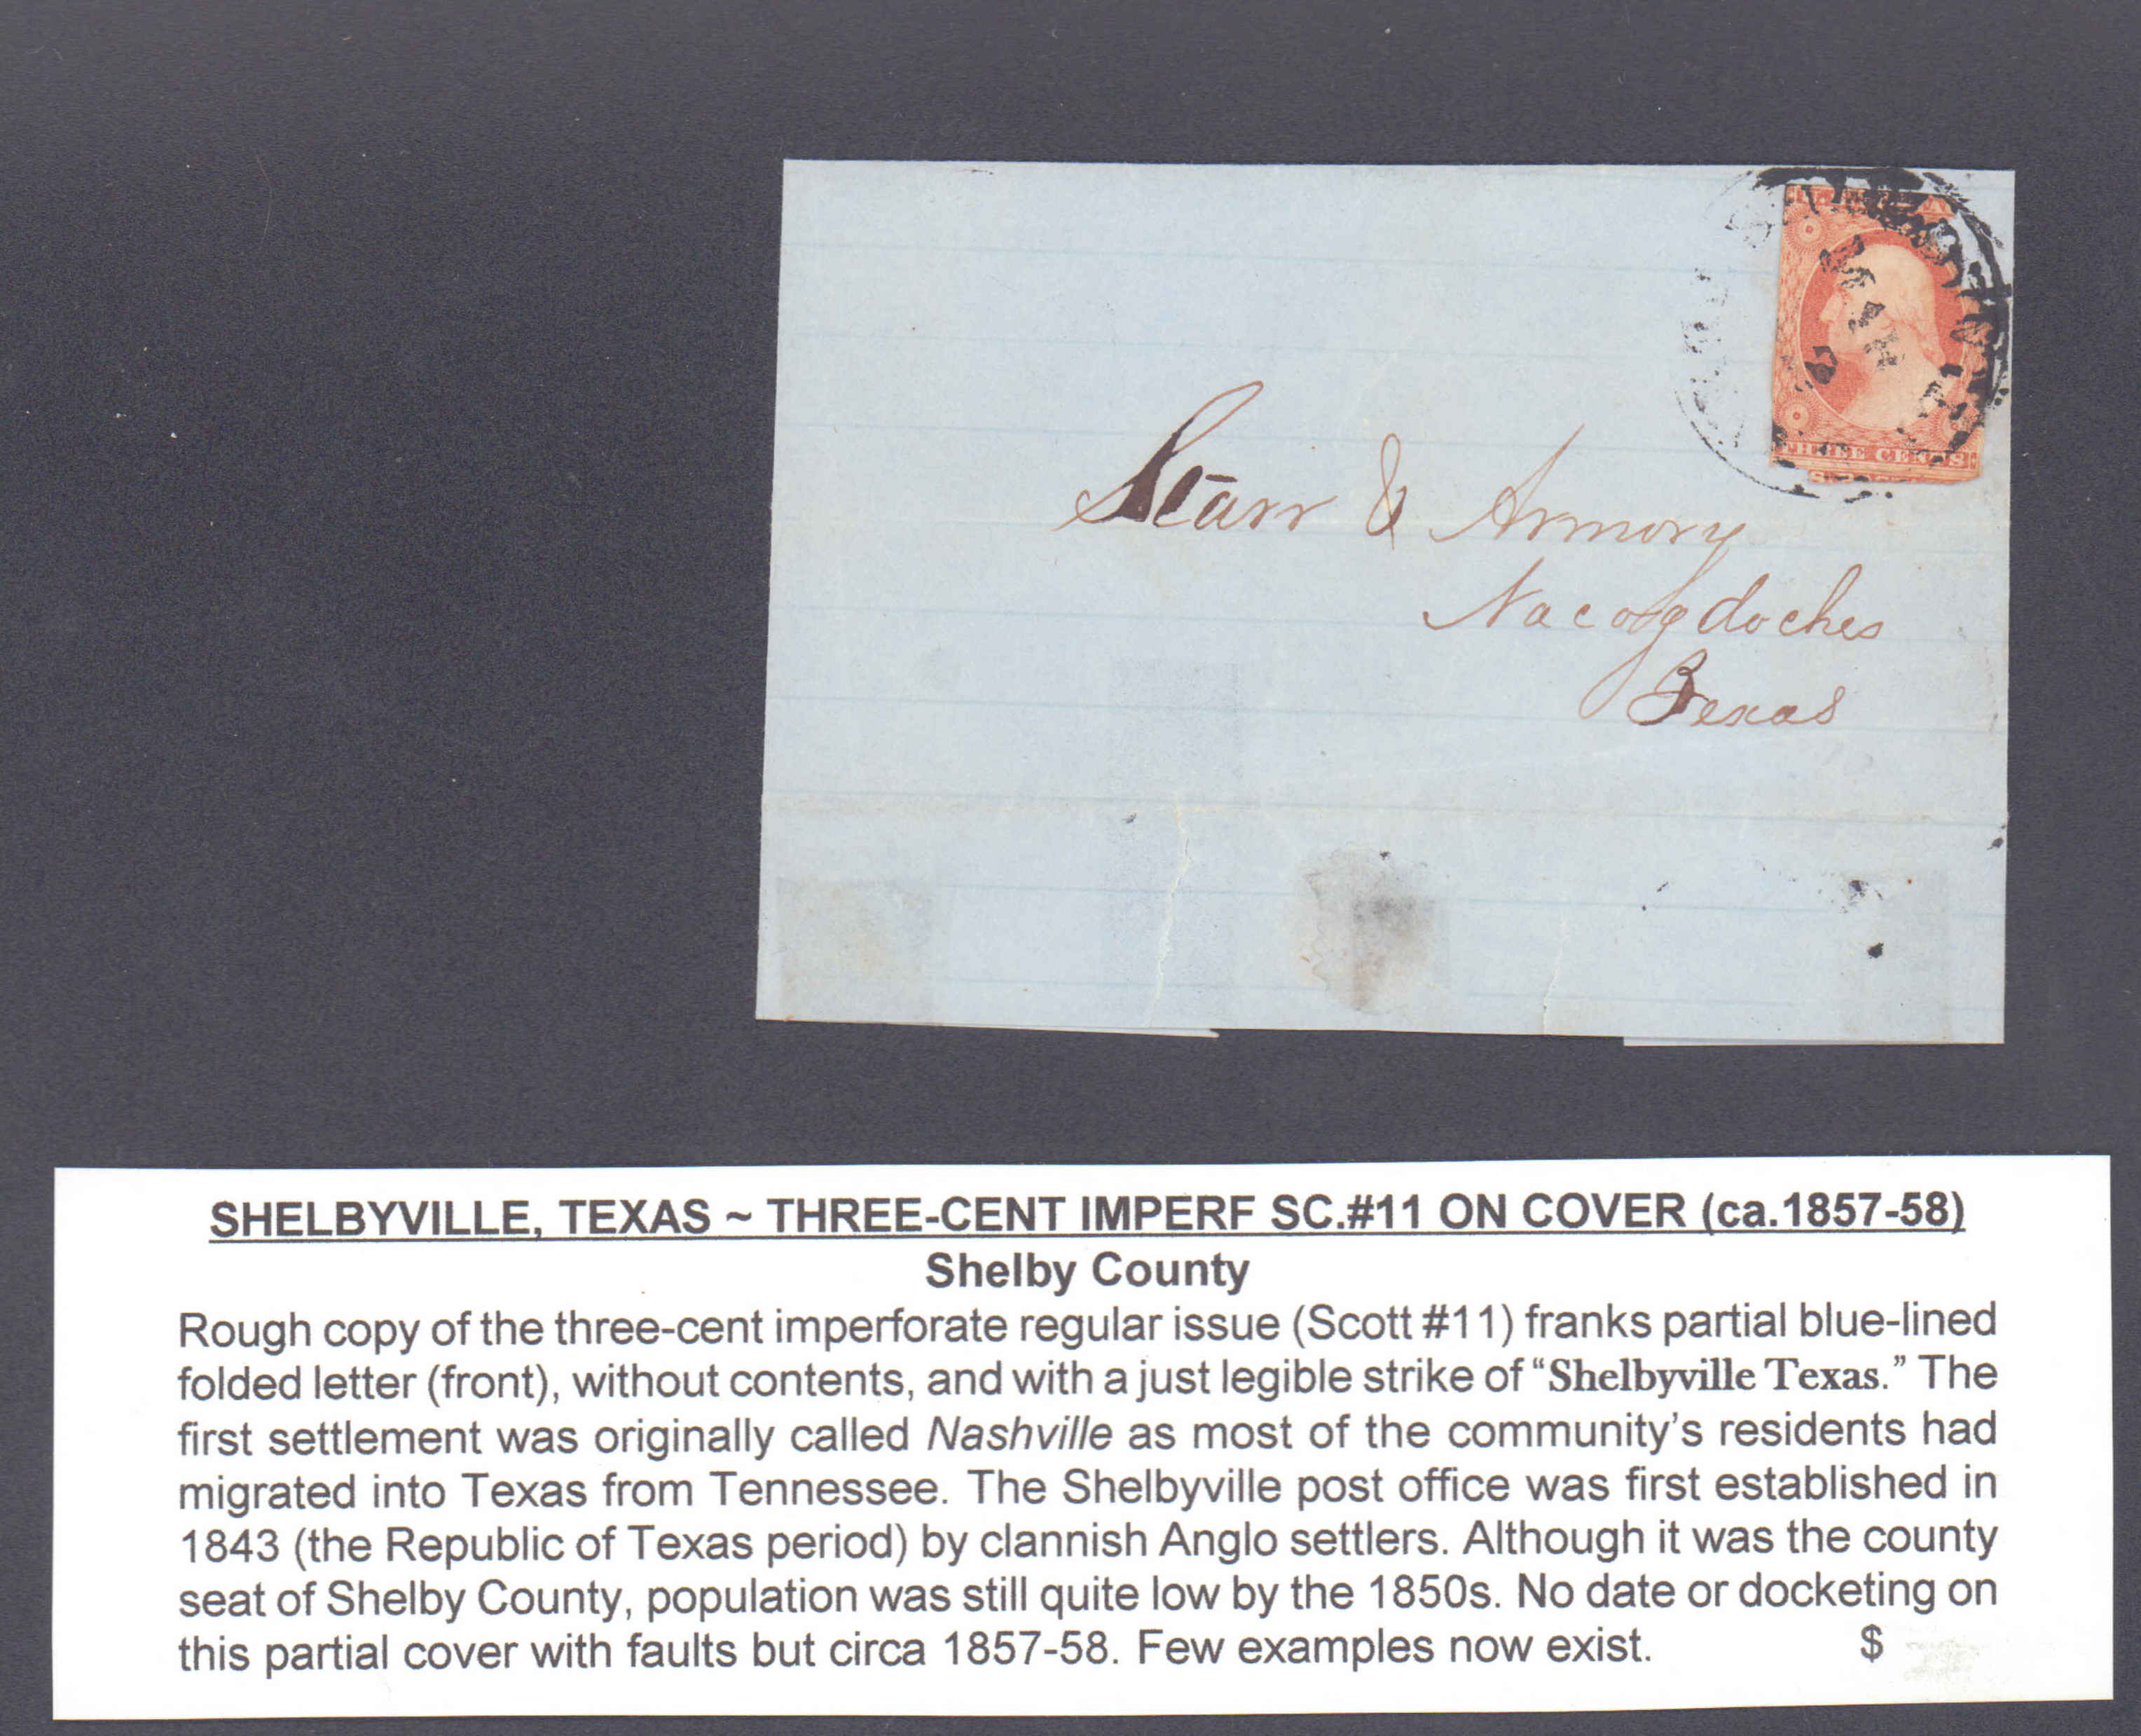 Starr & Armory
Nacogdoches
Texas
THREE CENTS
SHELBYVILLE, TEXAS ~ THREE-CENT IMPERF SC.#11 ON COVER (ca.1857-58)
Shelby County
Rough copy of the three-cent imperforate regular issue (Scott #11) franks partial blue-lined
folded letter (front), without contents, and with a just legible strike of “Shelbyville Texas.” The
first settlement was originally called Nashville as most of the community’s residents had
migrated into Texas from Tennessee. The Shelbyville post office was first established in
1843 (the Republic of Texas period) by clannish Anglo settlers. Although it was the county
seat of Shelby County, population was still quite low by the 1850s. No date or docketing on
this partial cover with faults but circa 1857-58. Few examples now exist. $